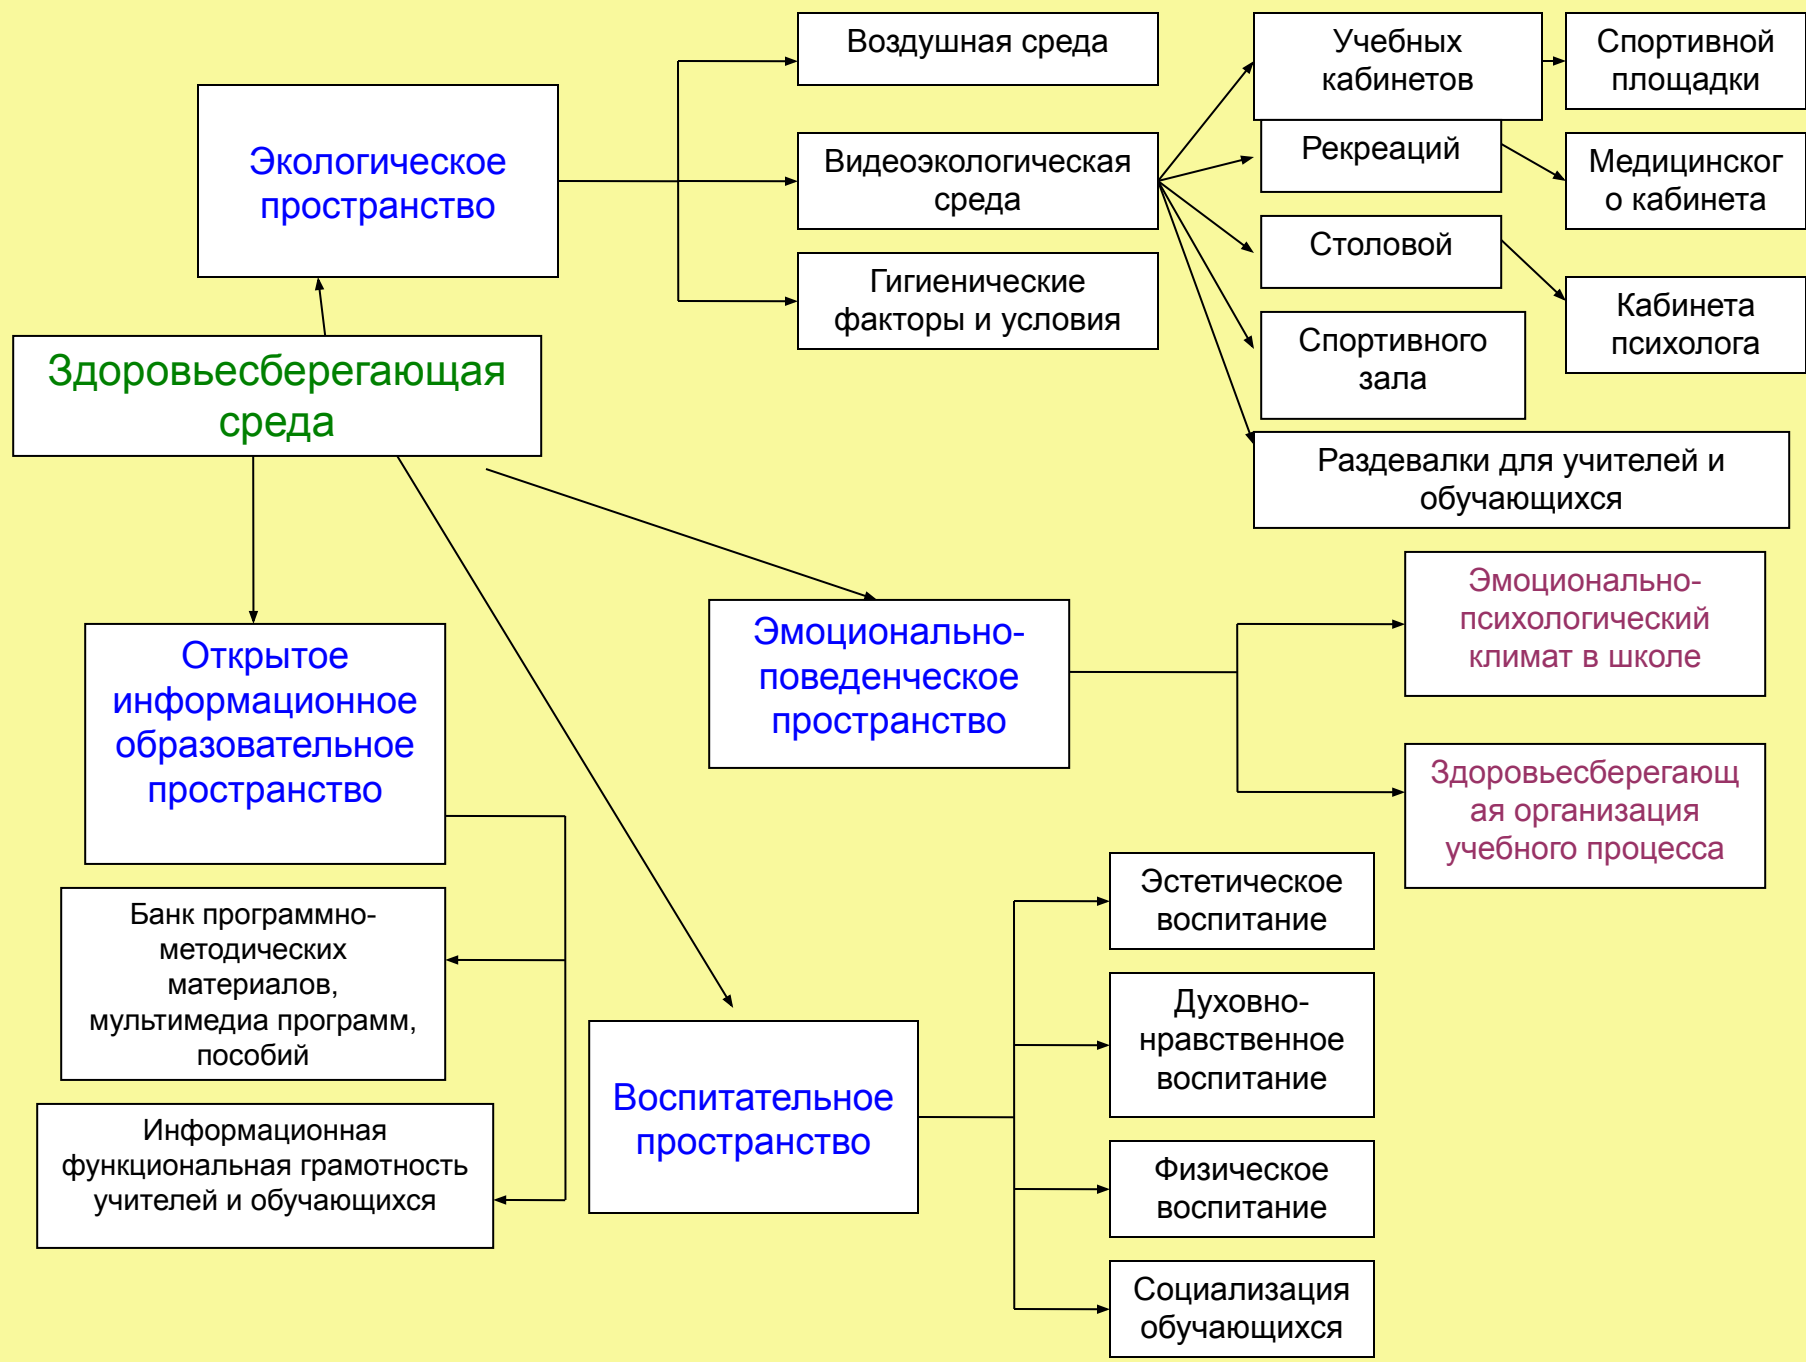 Воздушная среда
Учебных
кабинетов
Спортивной
площадки
Экологическое
пространство
Видеоэкологическая
среда
Рекреаций
Медицинског
о кабинета
Столовой
Гигиенические
факторы и условия
Кабинета
психолога
Спортивного
зала
Здоровьесберегающая
среда
Раздевалки для учителей и
обучающихся
Открытое
информационное
образовательное
пространство
Эмоционально-
поведенческое
пространство
Эмоционально-
психологический
климат в школе
Здоровьесберегающ
ая организация
учебного процесса
Банк программно-
методических
материалов,
мультимедиа программ,
пособий
Информационная
функциональная грамотность
учителей и обучающихся
Воспитательное
пространство
Эстетическое
воспитание
Духовно-
нравственное
воспитание
Физическое
воспитание
Социализация
обучающихся